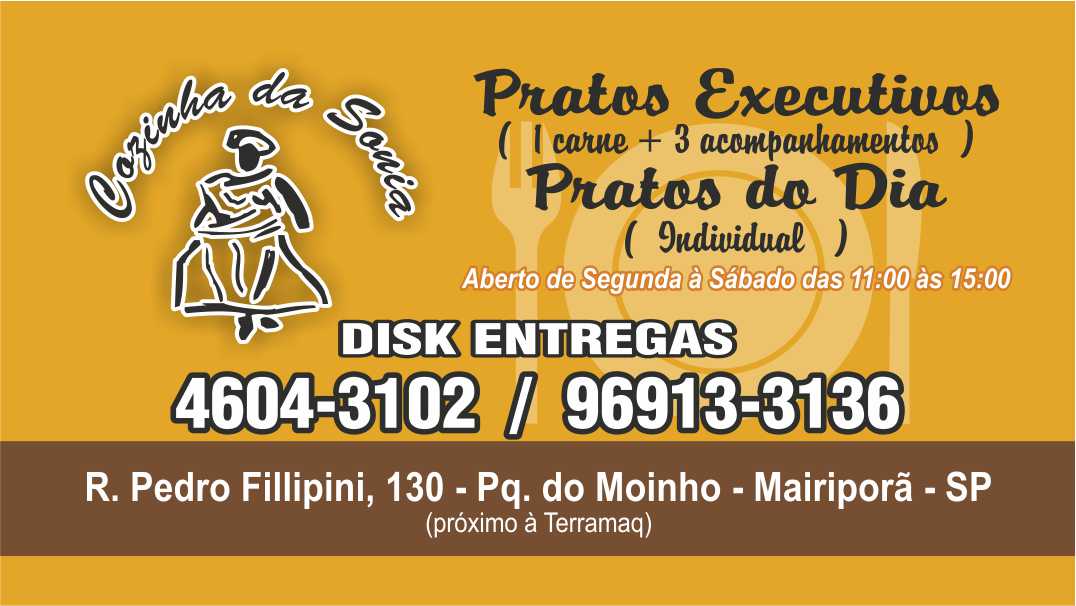 Cozinha da Sonia
Pratos Executivos
( 1 carne + 3 acompanhamentos )
Pratos do Dia
( Individual )
Aberto de Segunda à Sábado das 11:00 às 15:00
DISK ENTREGAS
4604-3102 / 96913-3136
R. Pedro Fillipini, 130 - Pq. do Moinho - Mairiporã - SP
(próximo à Terramaq)